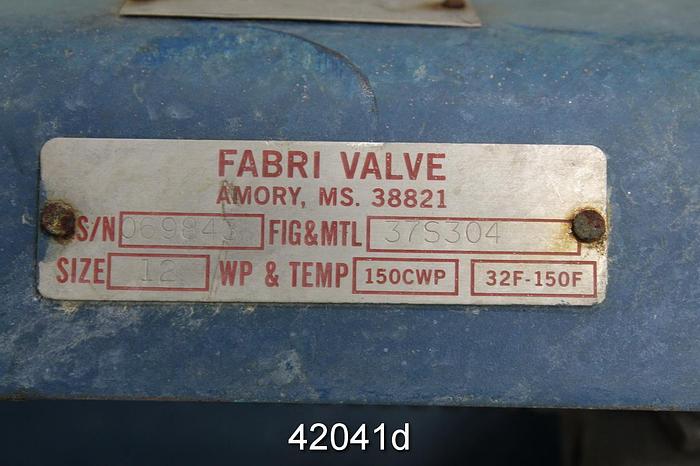 FABRI VALVE
AMORY, MS. 38821
S/N FIG&MTL 37S304
SIZE 12 WP & TEMP 150CWP 32F-150F
42041d